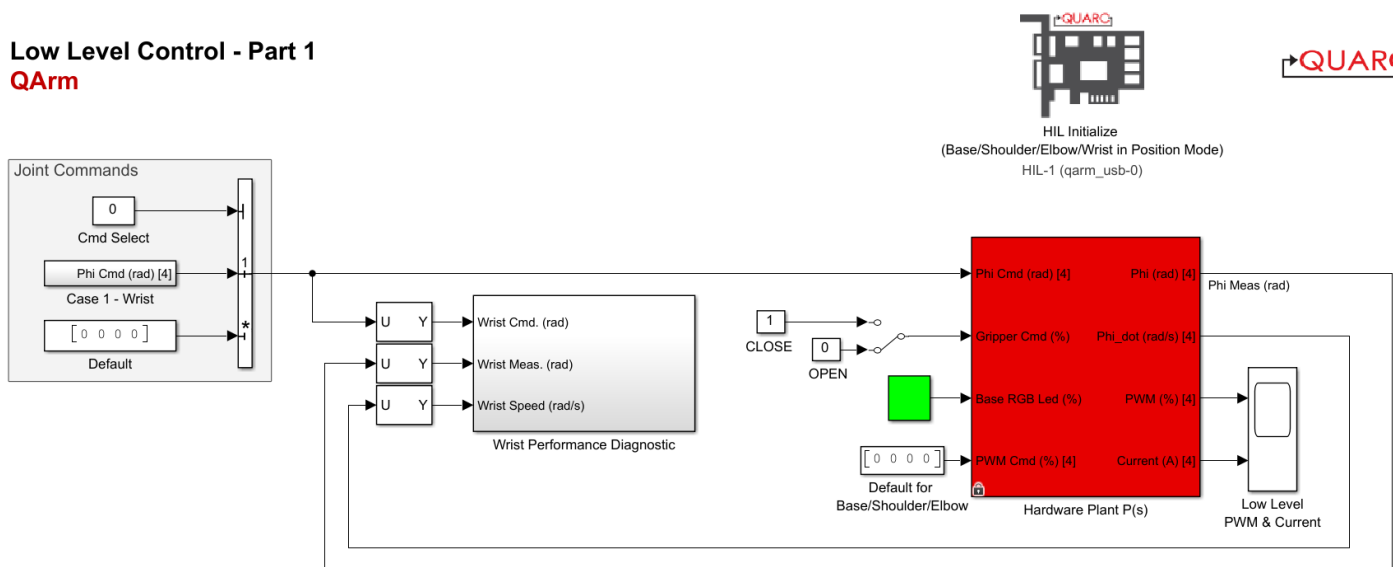 QUARC
Low Level Control - Part 1
QArm
QUARC
HIL Initialize
(Base/Shoulder/Elbow/Wrist in Position Mode)
HIL-1 (qarm_usb-0)
Joint Commands
0
Cmd Select
1
Phi Cmd (rad) [4]
Case 1 - Wrist
*
[0 0 0 0]
Default
U Y
Wrist Cmd. (rad)
U Y
Wrist Meas. (rad)
U Y
Wrist Speed (rad/s)
Wrist Performance Diagnostic
1
CLOSE
0
OPEN
[0 0 0 0]
Default for
Base/Shoulder/Elbow
Phi Cmd (rad) [4]
Phi (rad) [4]
Gripper Cmd (%)
Phi_dot (rad/s) [4]
Base RGB Led (%)
PWM (%) [4]
PWM Cmd (%) [4]
Current (A) [4]
Hardware Plant P(s)
Phi Meas (rad)
Low Level
PWM & Current